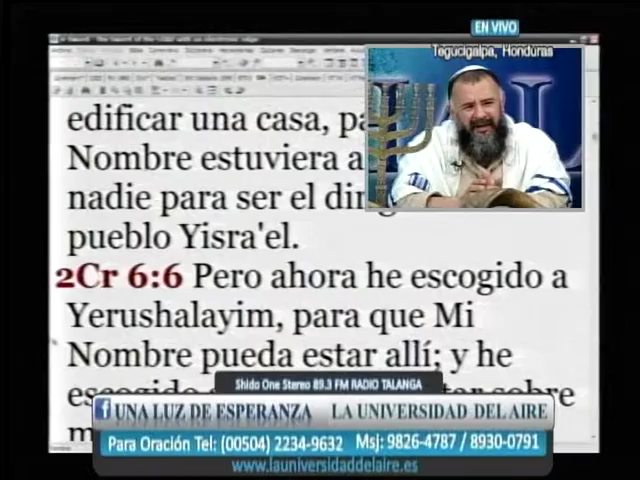 EN VIVO
Tegucigalpa, Honduras
edificar una casa, pa
Nombre estuviera a
nadie para ser el dir
pueblo Yisra'el.
2Cr 6:6 Pero ahora he escogido a
Yerushalayim, para que Mi
Nombre pueda estar allí; y he
Shido One Stereo 89.3 FM RADIO TALANGA
f UNA LUZ DE ESPERANZA LA UNIVERSIDAD DEL AIRE
Para Oración Tel: (00504) 2234-9632 Msj: 9826-4787 / 8930-0791
www.launiversidaddelaire.es